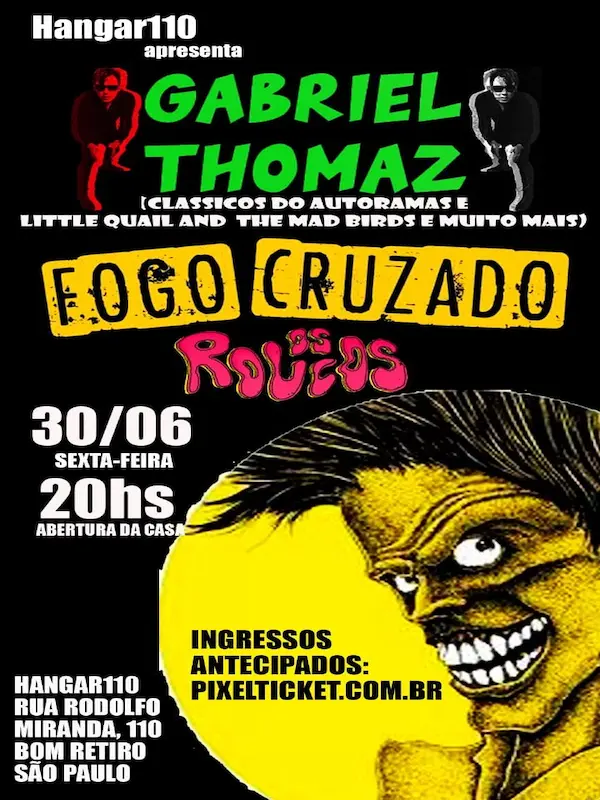 Hangar110
apresenta
GABRIEL
THOMAZ
(CLASSICOS DO AUTORAMAS E
LITTLE QUAIL AND THE MAD BIRDS E MUITO MAIS)
FOGO CRUZADO
OS
ROUCOS
30/06
SEXTA-FEIRA
20hs
ABERTURA DA CASA
INGRESSOS
ANTECIPADOS:
PIXELTICKET.COM.BR
HANGAR110
RUA RODOLFO
MIRANDA, 110
BOM RETIRO
SÃO PAULO